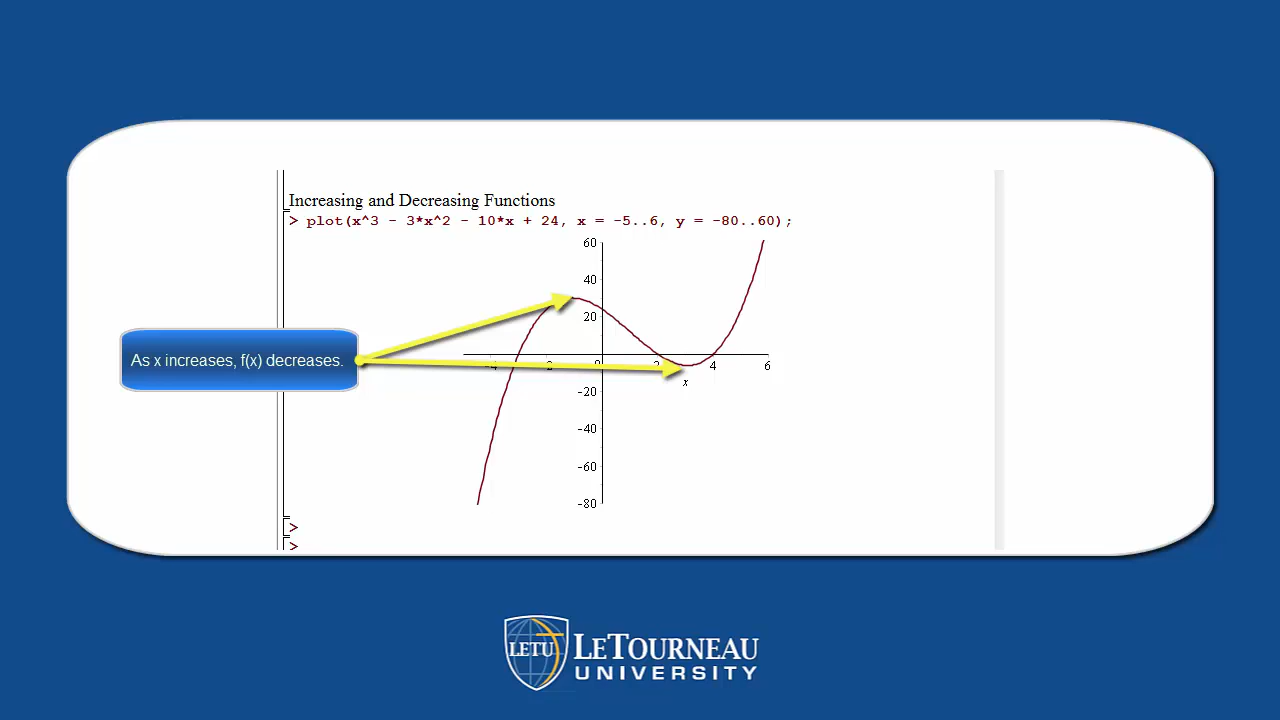 Increasing and Decreasing Functions
> plot(x^3 - 3*x^2 - 10*x + 24, x = -5..6, y = -80..60);
60
40
20
As x increases, f(x) decreases.
-4 2 0 2 4 6
x
-20
-40
-60
-80
>
>
LETU LETOURNEAU
UNIVERSITY